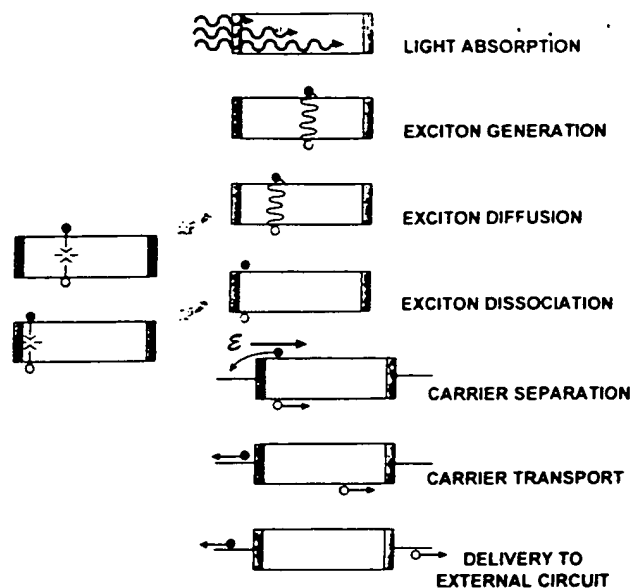 LIGHT ABSORPTION
EXCITON GENERATION
EXCITON DIFFUSION
EXCITON DISSOCIATION
ε
CARRIER SEPARATION
CARRIER TRANSPORT
DELIVERY TO
EXTERNAL CIRCUIT